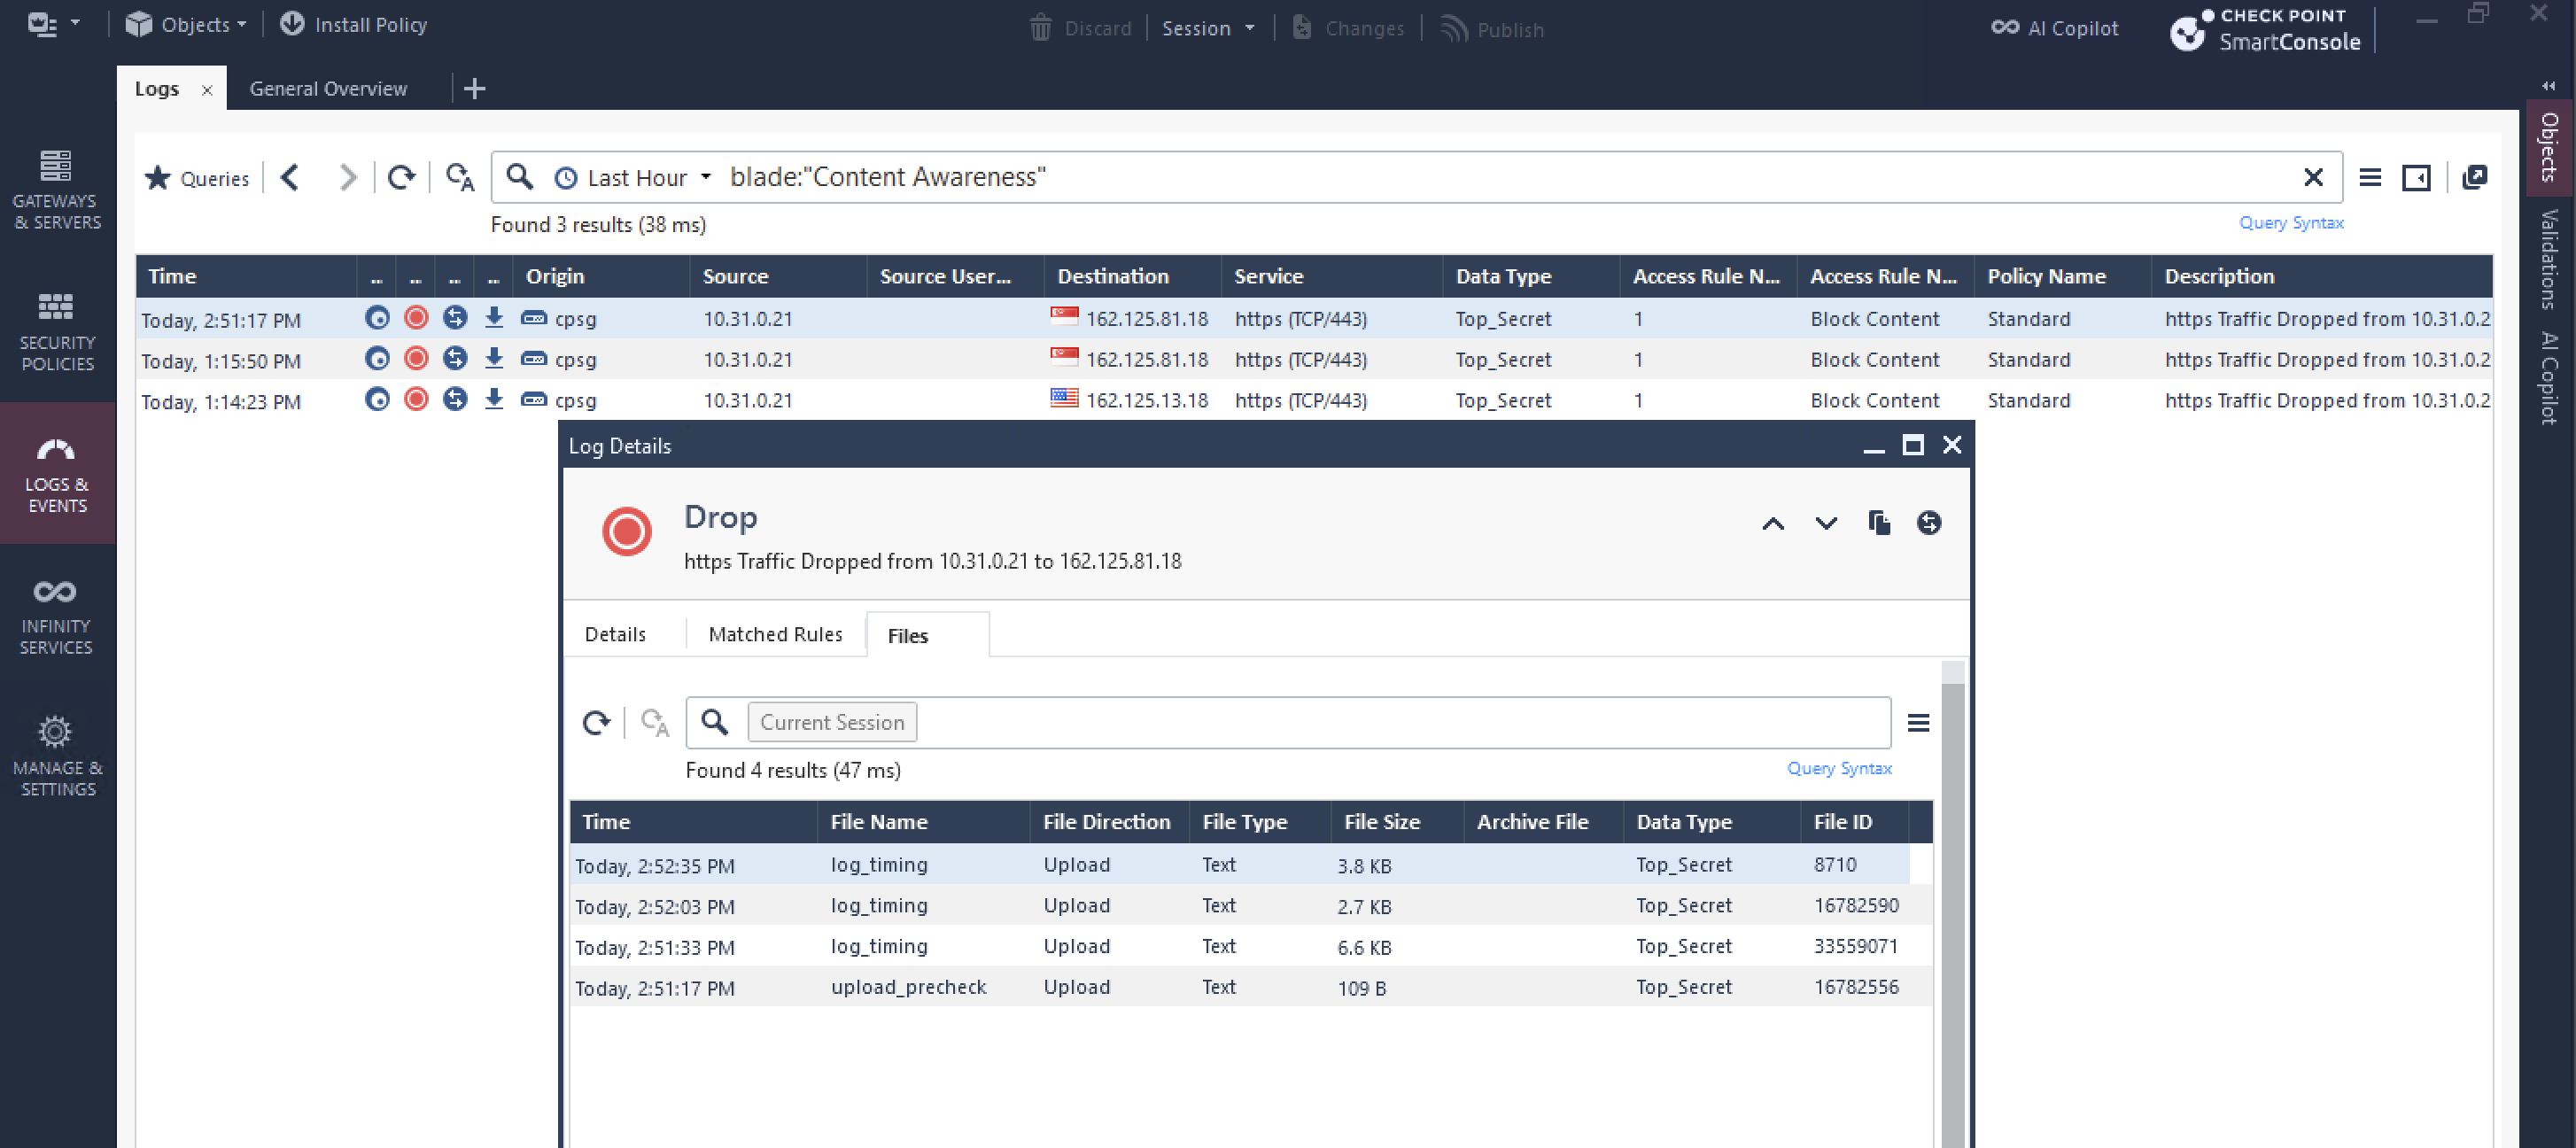 Objects
Install Policy
Discard
Session
Changes
Publish
AI Copilot
CHECK POINT
SmartConsole
Logs
General Overview
Queries
Last Hour
blade:"Content Awareness"
Found 3 results (38 ms)
Query Syntax
Time .. .. .. .. Origin Source Source User... Destination Service Data Type Access Rule N... Access Rule N... Policy Name Description
Today, 2:51:17 PM cpsg 10.31.0.21 162.125.81.18 https (TCP/443) Top_Secret 1 Block Content Standard https Traffic Dropped from 10.31.0.2
Today, 1:15:50 PM cpsg 10.31.0.21 162.125.81.18 https (TCP/443) Top_Secret 1 Block Content Standard https Traffic Dropped from 10.31.0.2
Today, 1:14:23 PM cpsg 10.31.0.21 162.125.13.18 https (TCP/443) Top_Secret 1 Block Content Standard https Traffic Dropped from 10.31.0.2
GATEWAYS
& SERVERS
SECURITY
POLICIES
LOGS &
EVENTS
INFINITY
SERVICES
MANAGE &
SETTINGS
Objects
Validations
AI Copilot
Log Details
Drop
https Traffic Dropped from 10.31.0.21 to 162.125.81.18
Details
Matched Rules
Files
Current Session
Found 4 results (47 ms)
Query Syntax
Time File Name File Direction File Type File Size Archive File Data Type File ID
Today, 2:52:35 PM log_timing Upload Text 3.8 KB Top_Secret 8710
Today, 2:52:03 PM log_timing Upload Text 2.7 KB Top_Secret 16782590
Today, 2:51:33 PM log_timing Upload Text 6.6 KB Top_Secret 33559071
Today, 2:51:17 PM upload_precheck Upload Text 109 B Top_Secret 16782556